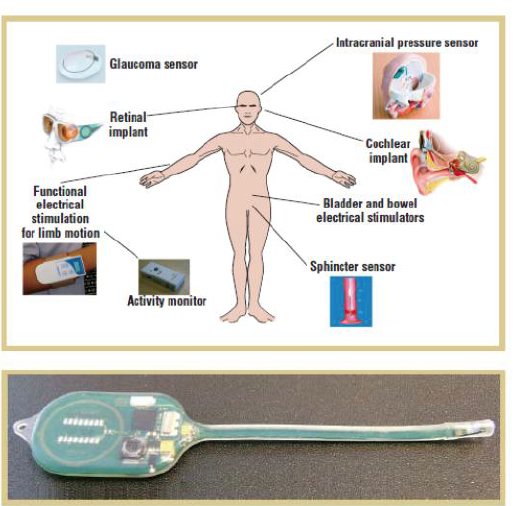 Intracranial pressure sensor
Glaucoma sensor
Retinal
implant
Cochlear
implant
Functional
electrical
stimulation
for limb motion
Bladder and bowel
electrical stimulators
Sphincter sensor
Activity monitor